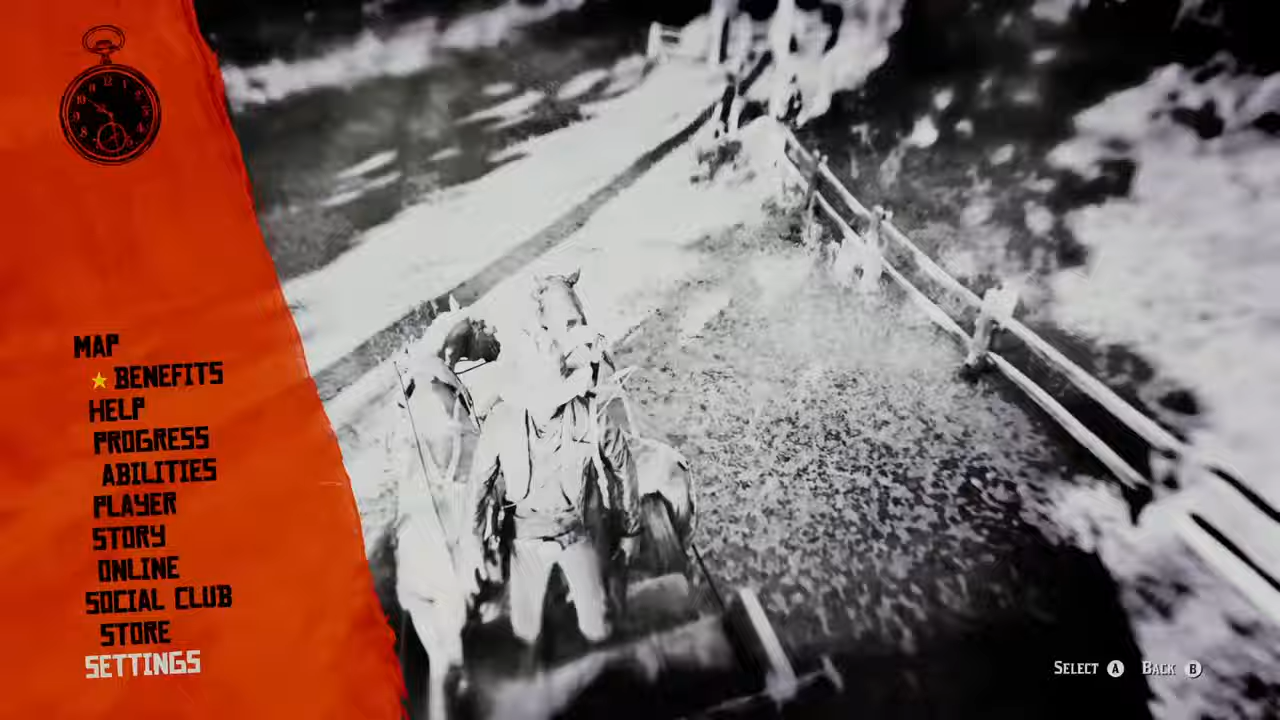 MAP
BENEFITS
HELP
PROGRESS
ABILITIES
PLAYER
STORY
ONLINE
SOCIAL CLUB
STORE
SETTINGS
SELECT A BACK B